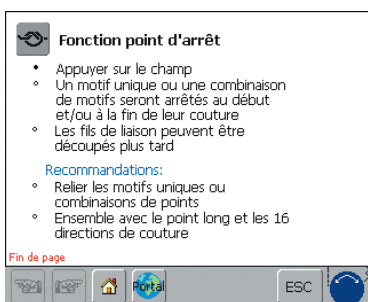 Fonction point d'arrêt
• Appuyer sur le champ
° Un motif unique ou une combinaison
de motifs seront arrêtés au début
et/ou à la fin de leur couture
° Les fils de liaison peuvent être
découpés plus tard
Recommandations:
° Relier les motifs uniques ou
combinaisons de points
° Ensemble avec le point long et les 16
directions de couture
Fin de page
Portal
ESC